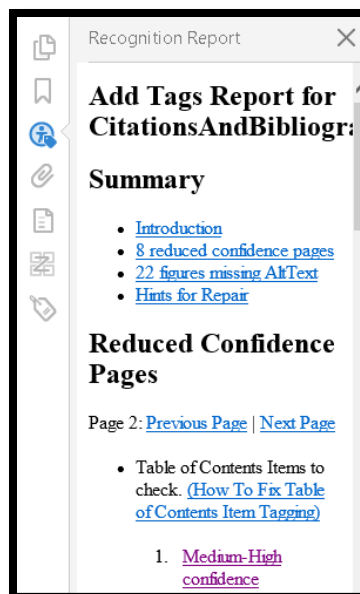 Recognition Report
Add Tags Report for
CitationsAndBibliogra
Summary
• Introduction
• 8 reduced confidence pages
• 22 figures missing AltText
• Hints for Repair
Reduced Confidence
Pages
Page 2: Previous Page | Next Page
• Table of Contents Items to
check. (How To Fix Table
of Contents Item Tagging)
1. Medium-High
confidence